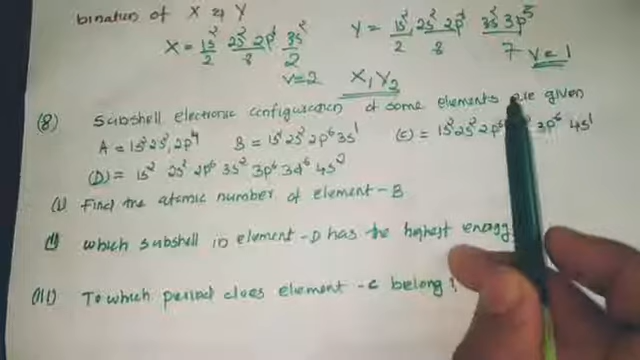 bination of X & Y
X = 1s² 2s² 2p⁶ 3s² Y = 1s², 2s² 2p⁶ 3s² 3p⁵
2 8 2 2 8 7 V = 1
V = 2 X₁ Y₂
(8) Subshell electronic configuration of some elements are given
A = 1s² 2s², 2p⁴ B = 1s² 2s² 2p⁶ 3s¹ (C) = 1s² 2s² 2p⁶ 3p⁶ 4s¹
(D) = 1s² 2s² 2p⁶ 3s² 3p⁶ 3d⁶ 4s²
(i) Find the atomic number of element - B
(ii) which subshell in element - D has the highest energy
(iii) To which period does element - C belong?